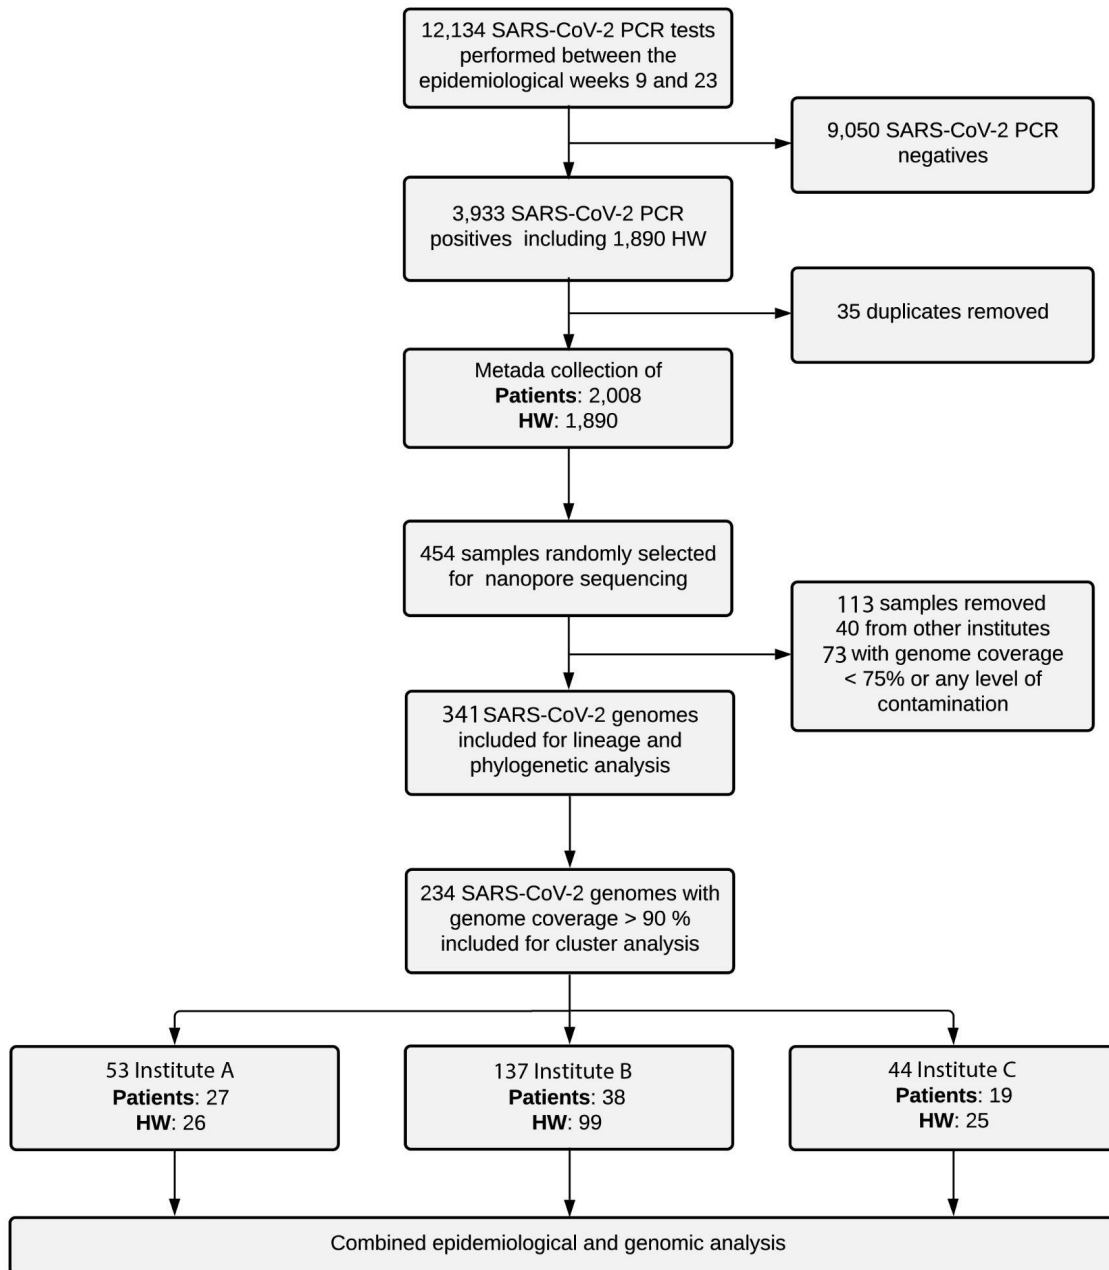 12,134 SARS-CoV-2 PCR tests
performed between the
epidemiological weeks 9 and 23
9,050 SARS-CoV-2 PCR
negatives
3,933 SARS-CoV-2 PCR
positives including 1,890 HW
35 duplicates removed
Metada collection of
Patients: 2,008
HW: 1,890
454 samples randomly selected
for nanopore sequencing
113 samples removed
40 from other institutes
73 with genome coverage
< 75% or any level of
contamination
341 SARS-CoV-2 genomes
included for lineage and
phylogenetic analysis
234 SARS-CoV-2 genomes with
genome coverage > 90 %
included for cluster analysis
53 Institute A
Patients: 27
HW: 26
137 Institute B
Patients: 38
HW: 99
44 Institute C
Patients: 19
HW: 25
Combined epidemiological and genomic analysis